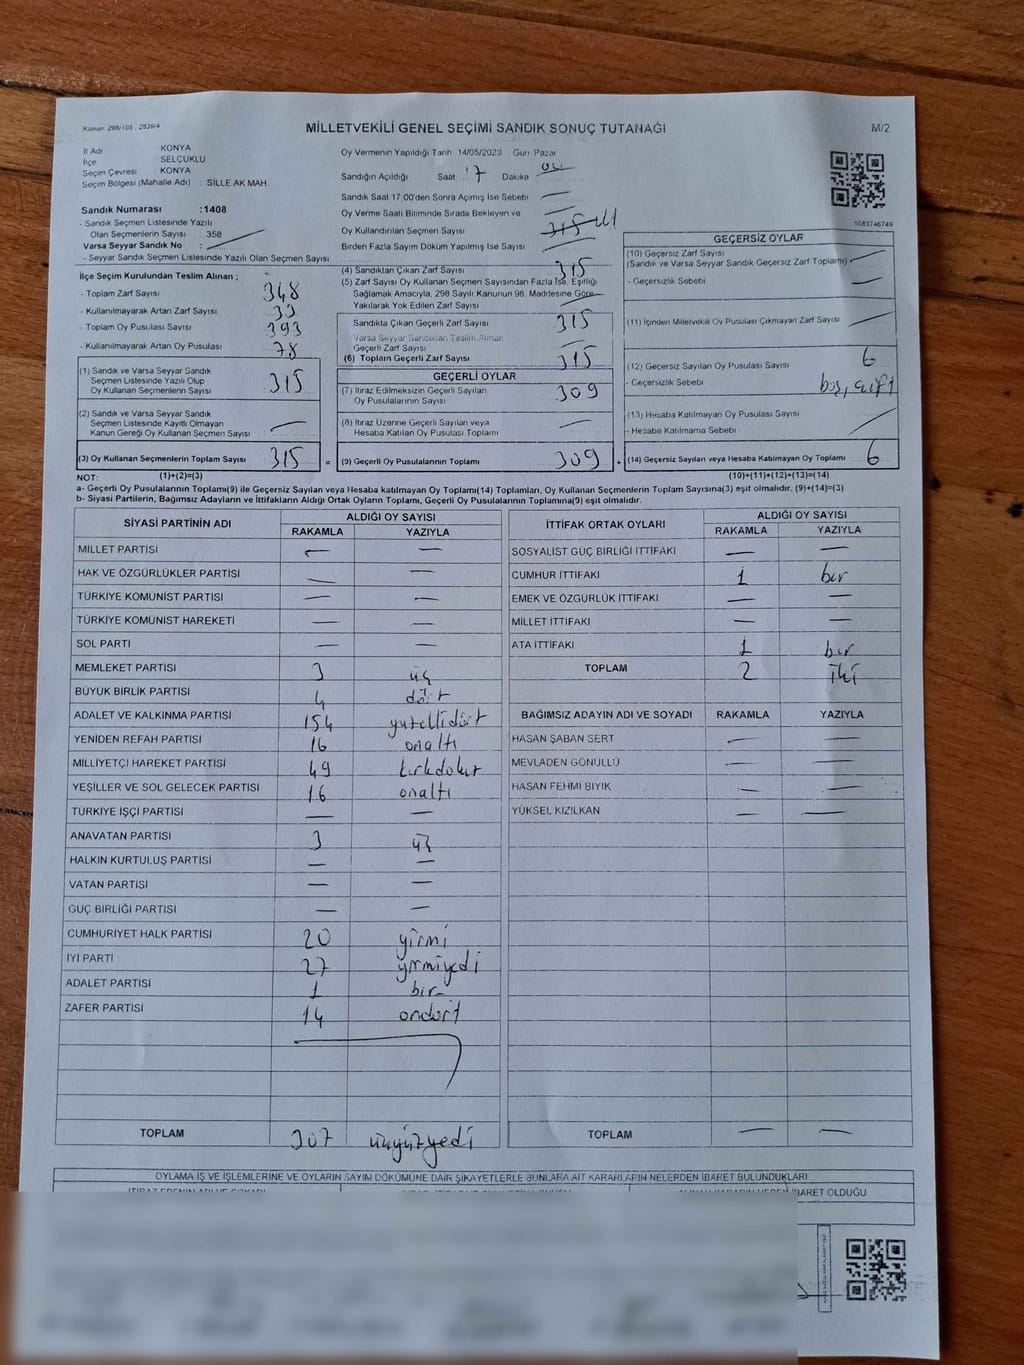 Kanun: 298/105 ; 2839/4
MİLLETVEKİLİ GENEL SEÇİMİ SANDIK SONUÇ TUTANAĞI
M/2
İl Adı KONYA
İlçe SELÇUKLU
Seçim Çevresi KONYA
Seçim Bölgesi (Mahalle Adı) : SİLLE AK MAH
Sandık Numarası :1408
- Sandık Seçmen Listesinde Yazılı
Olan Seçmenlerin Sayısı : 358
Varsa Seyyar Sandık No :
- Seyyar Seçmen Listesinde Yazılı Olan Seçmen Sayısı
Oy Vermenin Yapıldığı Tarih 14/05/2023 Gün Pazar
Sandığın Açıldığı Saat 17 Dakika 00
Sandık Saat 17.00'den Sonra Açımış İse Sebebi —
Oy Verme Saati Bitiminde Sırada Bekleyen ve
Oy Kullandırılan Seçmen Sayısı 315
Birden Fazla Sayım Döküm Yapılmış İse Sayısı —
1083746749
İlçe Seçim Kurulundan Teslim Alınan ;
- Toplam Zarf Sayısı 348
- Kullanılmayarak Artan Zarf Sayısı 33
- Toplam Oy Pusulası Sayısı 393
- Kullanılmayarak Artan Oy Pusulası 78
(1) Sandık ve Varsa Seyyar Sandık
Seçmen Listesinde Yazılı Olup
Oy Kullanan Seçmenlerin Sayısı 315
(2) Sandık ve Varsa Seyyar Sandık
Seçmen Listesinde Kayıtlı Olmayan
Kanun Gereği Oy Kullanan Seçmen Sayısı —
(3) Oy Kullanan Seçmenlerin Toplam Sayısı 315 =
(4) Sandıktan Çıkan Zarf Sayısı 315
(5) Zarf Sayısı Oy Kullanan Seçmen Sayısından Fazla İse, Eşitliği
Sağlamak Amacıyla, 298 Sayılı Kanunun 98. Maddesine Göre
Yakılarak Yok Edilen Zarf Sayısı —
Sandıkta Çıkan Geçerli Zarf Sayısı 315
Varsa Seyyar Sandıktan Teslim Alınan
Geçerli Zarf Sayısı —
(6) Toplam Geçerli Zarf Sayısı 315
GEÇERLİ OYLAR
(7) İtiraz Edilmeksizin Geçerli Sayılan
Oy Pusulalarının Sayısı 309
(8) İtiraz Üzerine Geçerli Sayılan veya
Hesaba Katılan Oy Pusulası Toplamı —
(9) Geçerli Oy Pusulalarının Toplamı 309 +
GEÇERSİZ OYLAR
(10) Geçersiz Zarf Sayısı
(Sandık ve Varsa Seyyar Sandık Geçersiz Zarf Toplamı) —
- Geçersizlik Sebebi —
(11) İçinden Milletvekili Oy Pusulası Çıkmayan Zarf Sayısı —
(12) Geçersiz Sayılan Oy Pusulası Sayısı 6
- Geçersizlik Sebebi boş, çift
(13) Hesaba Katılmayan Oy Pusulası Sayısı
- Hesaba Katılmama Sebebi
(14) Geçersiz Sayılan veya Hesaba Katılmayan Oy Toplamı 6
NOT: (1)+(2)=(3) (10)+(11)+(12)+(13)=(14)
a- Geçerli Oy Pusulaları Toplamı(9) ile Geçersiz Sayılan veya Hesaba katılmayan Oy Toplamı(14) Toplamları, Oy Kullanan Seçmenlerin Toplam Sayısına(3) eşit olmalıdır. (9)+(14)=(3)
b- Siyasi Partilerin, Bağımsız Adayların ve İttifakların Aldığı Ortak Oyların Toplamı, Geçerli Oy Pusulalarının Toplamına(9) eşit olmalıdır.
SİYASİ PARTİNİN ADI ALDIĞI OY SAYISI
RAKAMLA YAZIYLA
MİLLET PARTİSİ — —
HAK VE ÖZGÜRLÜKLER PARTİSİ — —
TÜRKİYE KOMÜNİST PARTİSİ — —
TÜRKİYE KOMÜNİST HAREKETİ — —
SOL PARTİ — —
MEMLEKET PARTİSİ 3 üç
BÜYÜK BİRLİK PARTİSİ 4 dört
ADALET VE KALKINMA PARTİSİ 154 yüzellidört
YENİDEN REFAH PARTİSİ 16 onaltı
MİLLİYETÇİ HAREKET PARTİSİ 49 kırkdokuz
YEŞİLLER VE SOL GELECEK PARTİSİ 16 onaltı
TÜRKİYE İŞÇİ PARTİSİ — —
ANAVATAN PARTİSİ 3 üç
HALKIN KURTULUŞ PARTİSİ — —
VATAN PARTİSİ — —
GÜÇ BİRLİĞİ PARTİSİ — —
CUMHURİYET HALK PARTİSİ 20 yirmi
İYİ PARTİ 27 yirmiyedi
ADALET PARTİSİ 1 bir
ZAFER PARTİSİ 14 ondört
TOPLAM 307 üçyüzyedi
İTTİFAK ORTAK OYLARI ALDIĞI OY SAYISI
RAKAMLA YAZIYLA
SOSYALİST GÜÇ BİRLİĞİ İTTİFAKI — —
CUMHUR İTTİFAKI 1 bir
EMEK VE ÖZGÜRLÜK İTTİFAKI — —
MİLLET İTTİFAKI — —
ATA İTTİFAKI 1 bir
TOPLAM 2 iki
BAĞIMSIZ ADAYIN ADI VE SOYADI RAKAMLA YAZIYLA
HASAN ŞABAN SERT — —
MEVLADEN GÖNÜLLÜ — —
HASAN FEHMİ BIYIK — —
YÜKSEL KIZILKAN — —
TOPLAM — —
OYLAMA İŞ VE İŞLEMLERİNE VE OYLARIN SAYIM DÖKÜMÜNE DAİR ŞİKAYETLERLE BUNLARA AİT KARARLARIN NELERDEN İBARET BULUNDUKLARI
İBARET OLDUĞU